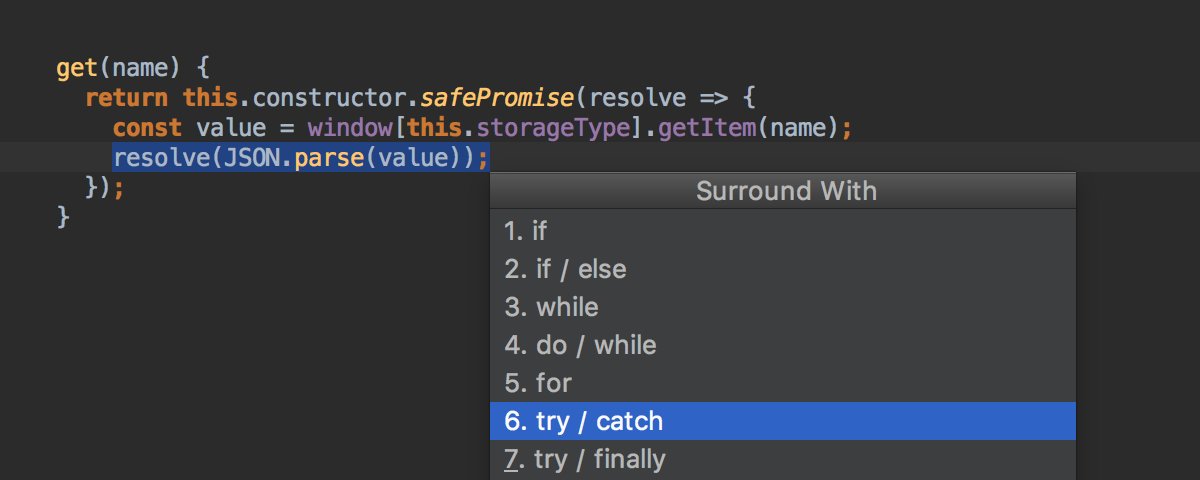 get(name) {
return this.constructor.safePromise(resolve => {
const value = window[this.storageType].getItem(name);
resolve(JSON.parse(value));
});
}
Surround With
1. if
2. if / else
3. while
4. do / while
5. for
6. try / catch
7. try / finally